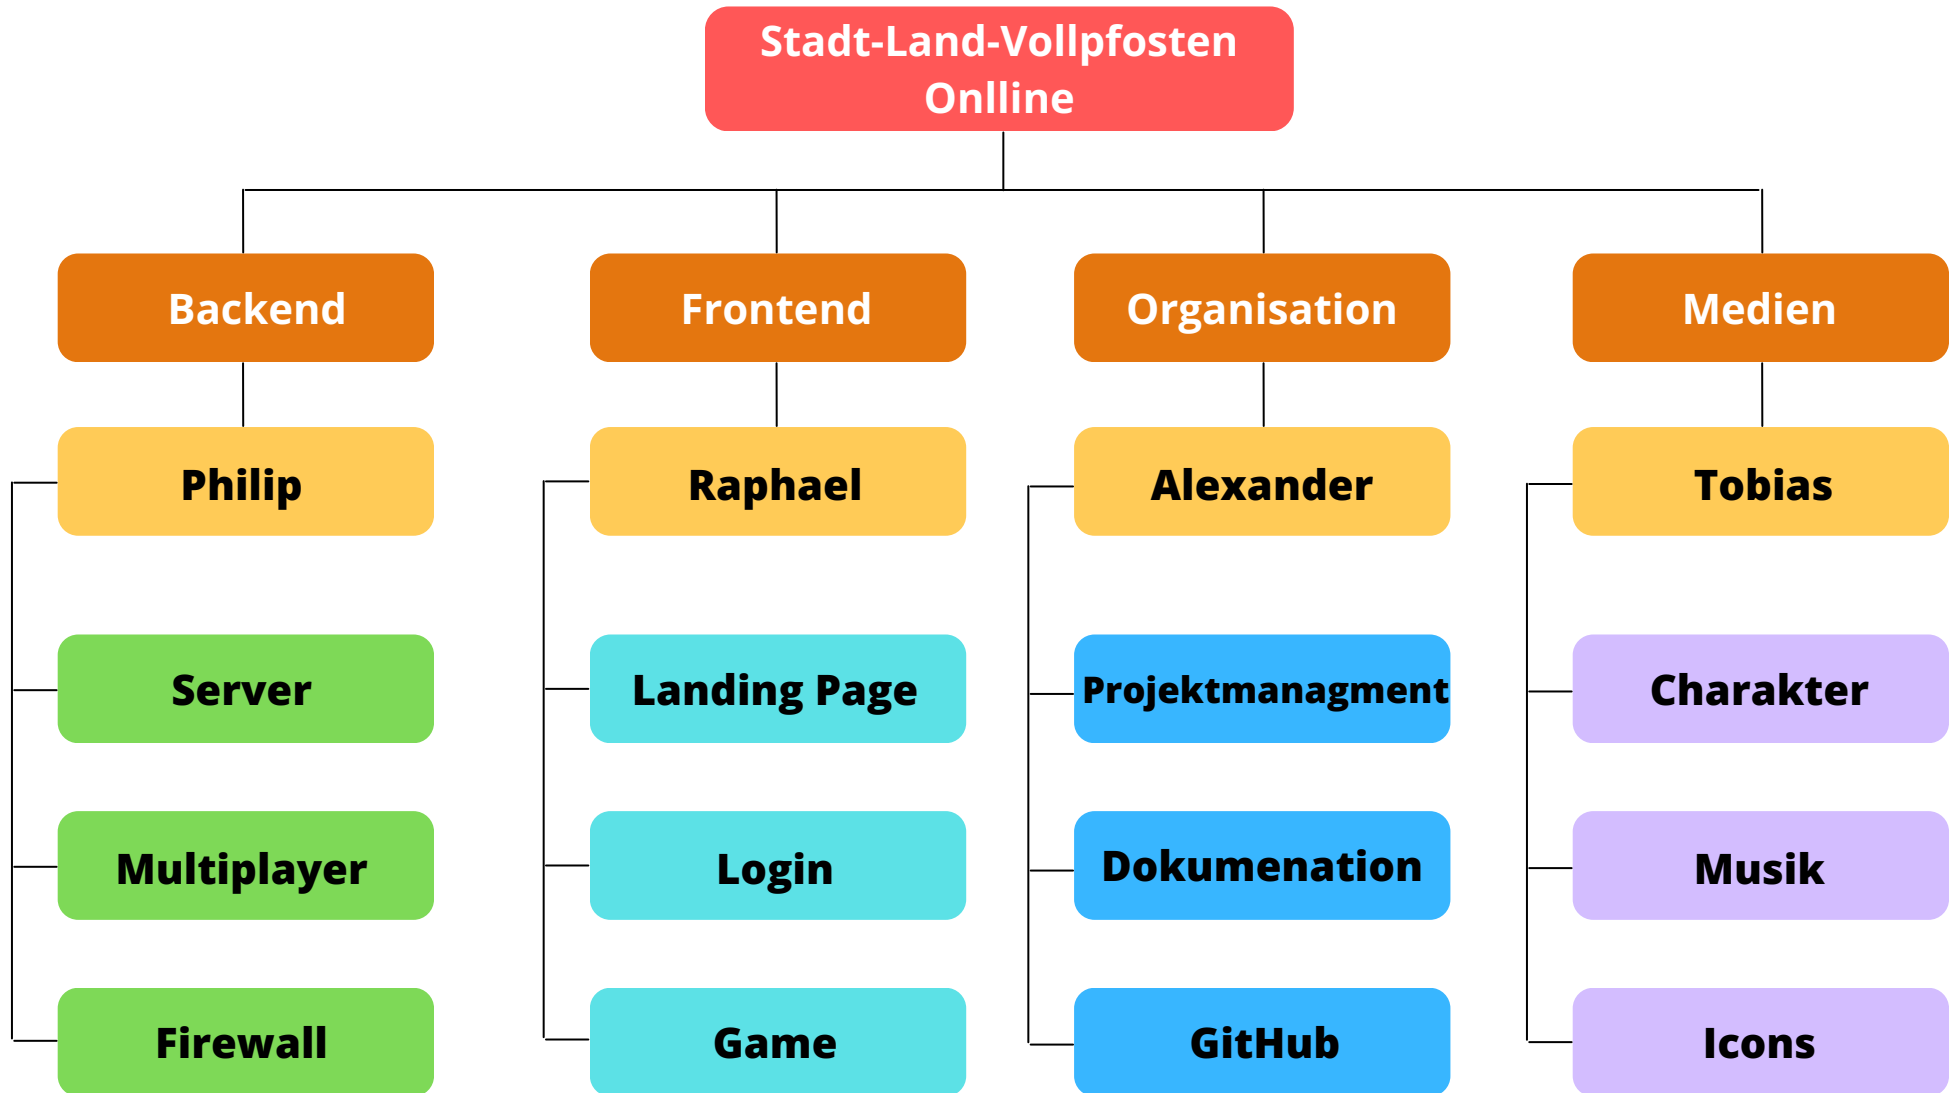 Stadt-Land-Vollpfosten
Onlline
Backend
Frontend
Organisation
Medien
Philip
Raphael
Alexander
Tobias
Server
Landing Page
Projektmanagment
Charakter
Multiplayer
Login
Dokumenation
Musik
Firewall
Game
GitHub
Icons